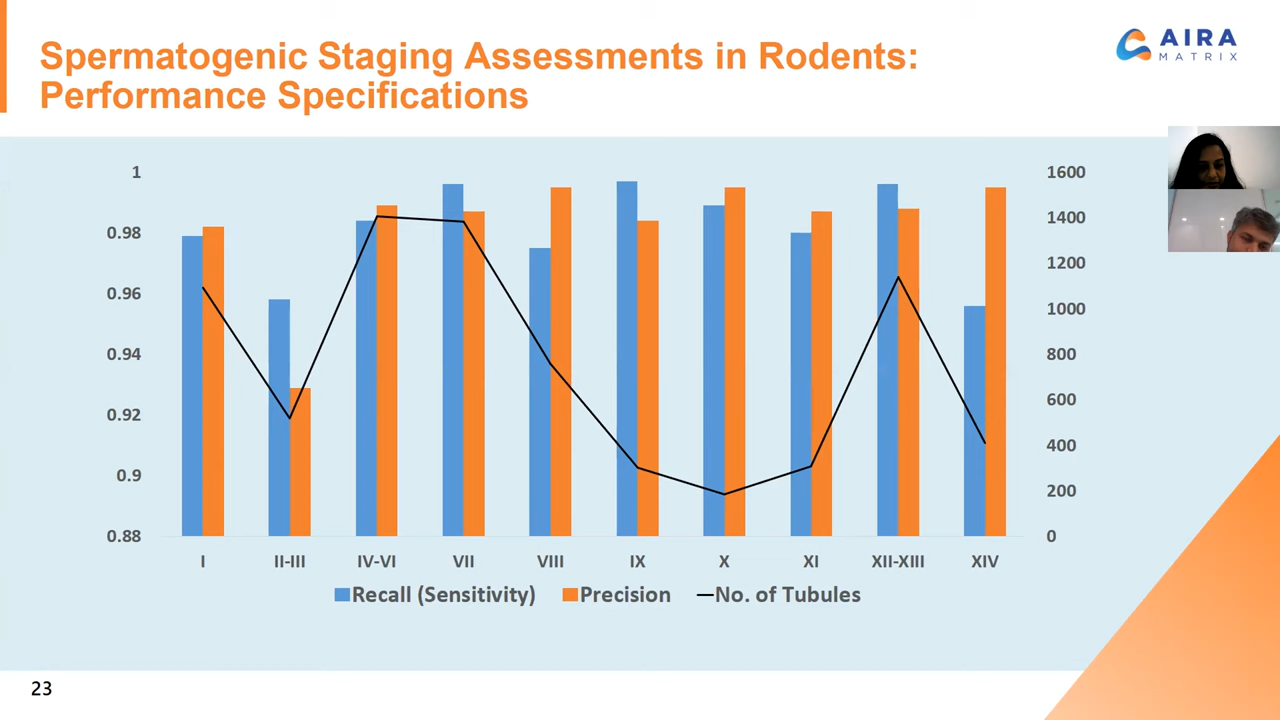 Spermatogenic Staging Assessments in Rodents:
Performance Specifications
AIRA
MATRIX
1
0.98
0.96
0.94
0.92
0.9
0.88
1600
1400
1200
1000
800
600
400
200
0
I II-III IV-VI VII VIII IX X XI XII-XIII XIV
Recall (Sensitivity) Precision No. of Tubules
23